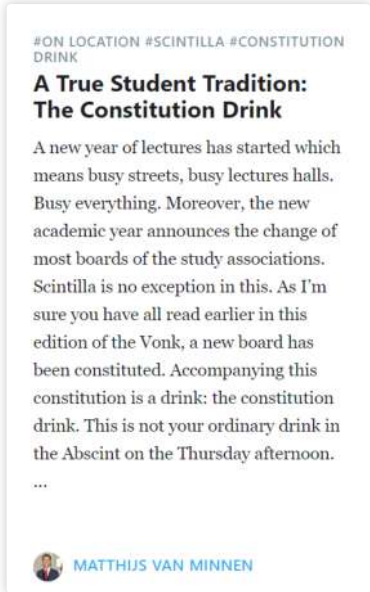 #ON LOCATION #SCINTILLA #CONSTITUTION
DRINK
A True Student Tradition:
The Constitution Drink
A new year of lectures has started which
means busy streets, busy lectures halls.
Busy everything. Moreover, the new
academic year announces the change of
most boards of the study associations.
Scintilla is no exception in this. As I'm
sure you have all read earlier in this
edition of the Vonk, a new board has
been constituted. Accompanying this
constitution is a drink: the constitution
drink. This is not your ordinary drink in
the Abscint on the Thursday afternoon.
...
MATTHIJS VAN MINNEN